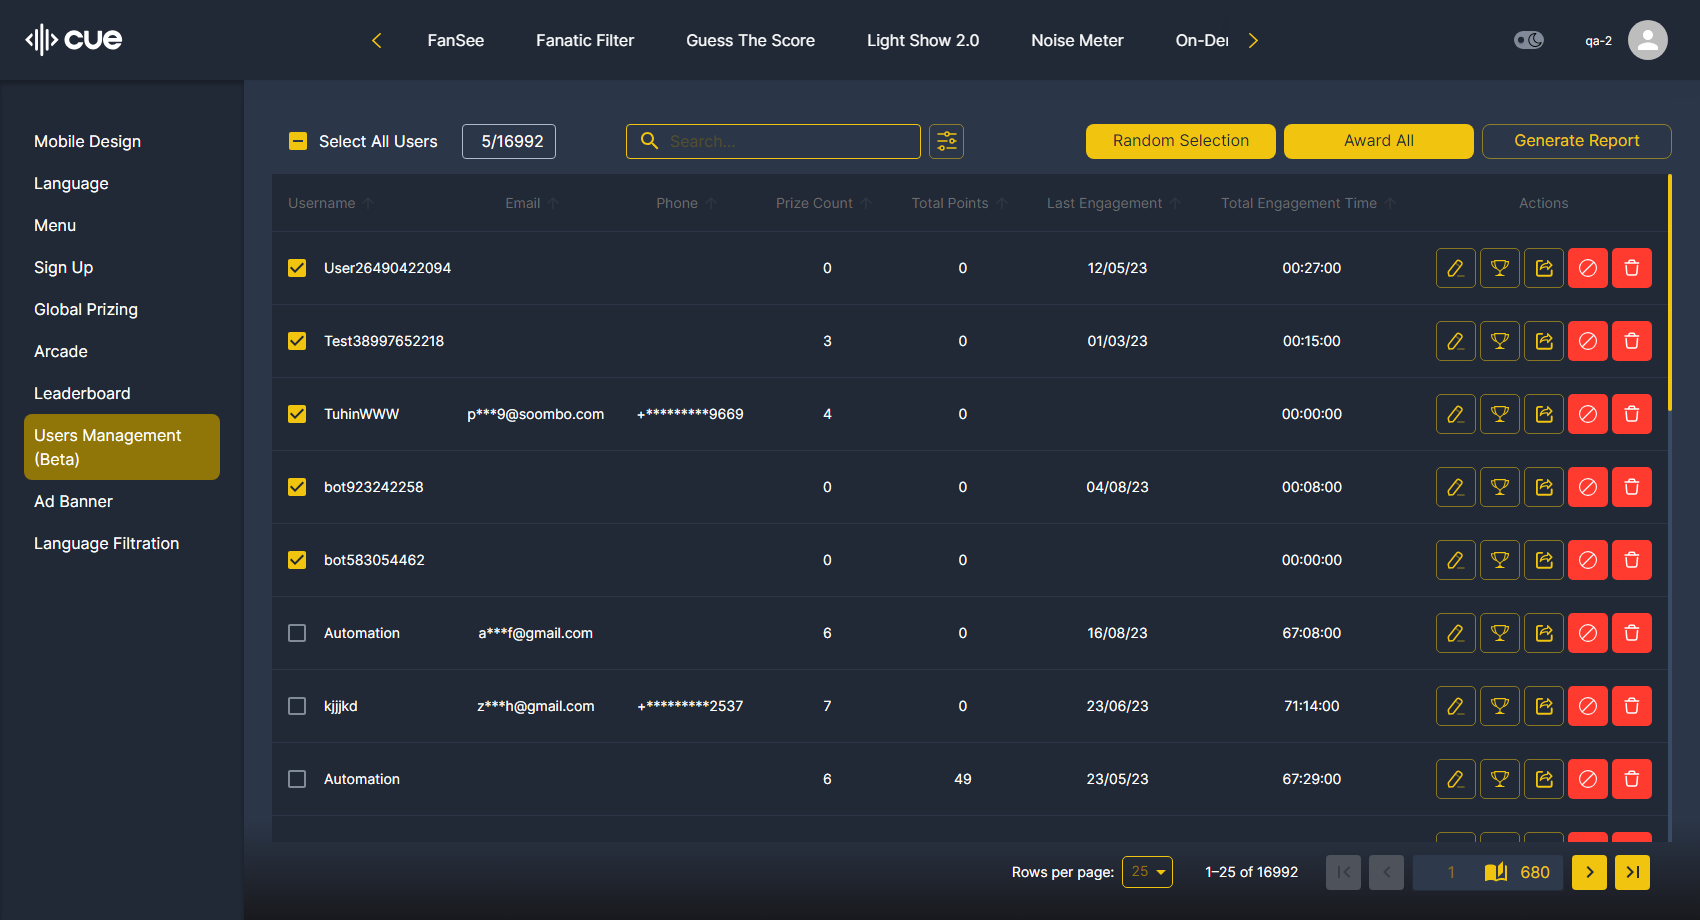 cue
FanSee Fanatic Filter Guess The Score Light Show 2.0 Noise Meter On-Der
qa-2
Mobile Design
Language
Menu
Sign Up
Global Prizing
Arcade
Leaderboard
Users Management
(Beta)
Ad Banner
Language Filtration
Select All Users 5/16992 Search... Random Selection Award All Generate Report
Username Email Phone Prize Count Total Points Last Engagement Total Engagement Time Actions
User26490422094 0 0 12/05/23 00:27:00
Test38997652218 3 0 01/03/23 00:15:00
TuhinWWW p***9@soombo.com +*********9669 4 0 00:00:00
bot923242258 0 0 04/08/23 00:08:00
bot583054462 0 0 00:00:00
Automation a***f@gmail.com 6 0 16/08/23 67:08:00
kjjjkd z***h@gmail.com +*********2537 7 0 23/06/23 71:14:00
Automation 6 49 23/05/23 67:29:00
Rows per page: 25 1–25 of 16992 1 680